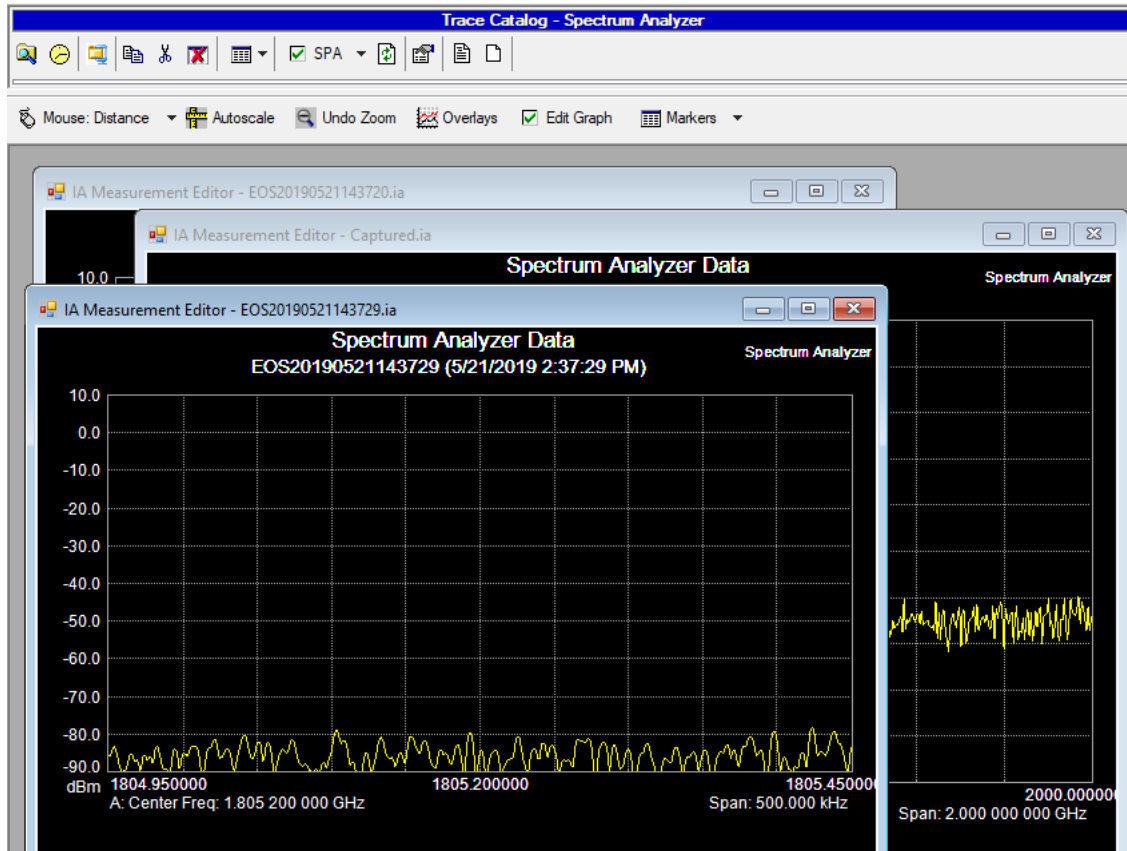 Trace Catalog - Spectrum Analyzer
SPA
Mouse: Distance Autoscale Undo Zoom Overlays Edit Graph Markers
IA Measurement Editor - EOS20190521143720.ia
10.0
IA Measurement Editor - Captured.ia
Spectrum Analyzer Data
Spectrum Analyzer
IA Measurement Editor - EOS20190521143729.ia
Spectrum Analyzer Data
Spectrum Analyzer
EOS20190521143729 (5/21/2019 2:37:29 PM)
10.0
0.0
-10.0
-20.0
-30.0
-40.0
-50.0
-60.0
-70.0
-80.0
-90.0
dBm 1804.950000 1805.200000 1805.450000
A: Center Freq: 1.805 200 000 GHz Span: 500.000 kHz
2000.000000
Span: 2.000 000 000 GHz